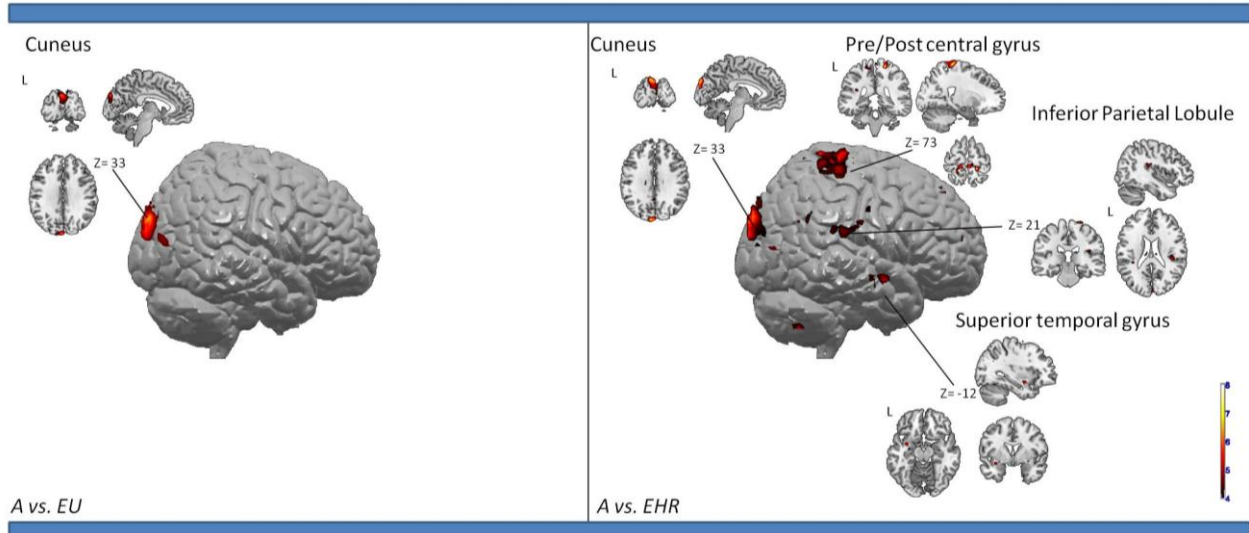 Cuneus
L
Z= 33
A vs. EU
Cuneus
L
Z= 33
Pre/Post central gyrus
L
Z= 73
Inferior Parietal Lobule
L
Z= 21
Superior temporal gyrus
Z= -12
L
8
7
6
5
4
A vs. EHR